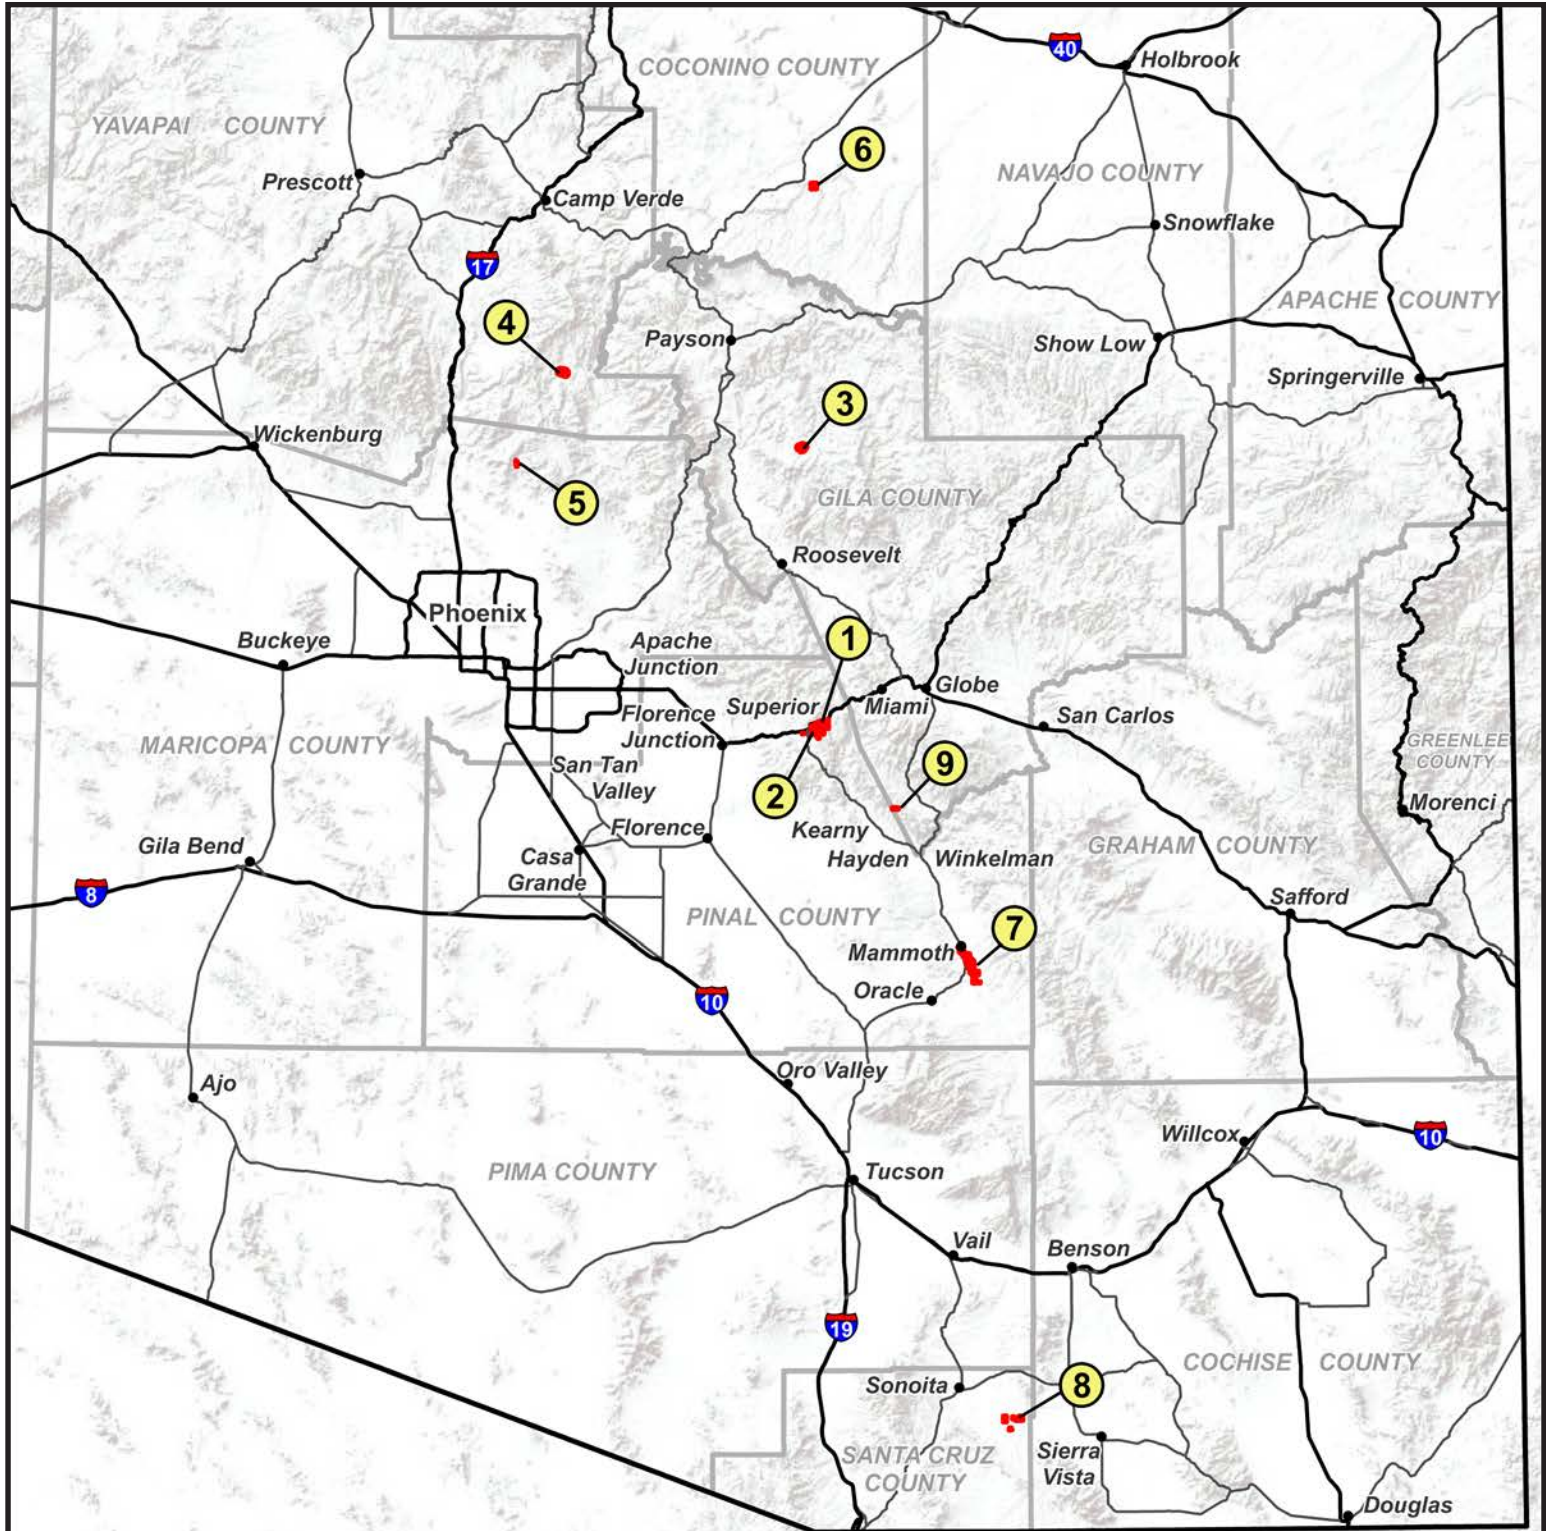 40
Holbrook
COCONINO COUNTY
YAVAPAI COUNTY
6
Prescott
NAVAJO COUNTY
Camp Verde
Snowflake
17
4
APACHE COUNTY
Payson
Show Low
Springerville
3
Wickenburg
5
GILA COUNTY
Roosevelt
Phoenix
1
Buckeye
Apache
Junction
Globe
Superior
Miami
Florence
Junction
San Carlos
MARICOPA COUNTY
GREENLEE
COUNTY
San Tan
Valley
9
2
Morenci
Florence
Kearny
Gila Bend
Casa
Grande
Hayden
Winkelman
GRAHAM COUNTY
8
Safford
PINAL COUNTY
7
Mammoth
Oracle
10
Oro Valley
Ajo
Willcox
10
PIMA COUNTY
Tucson
Vail
Benson
19
COCHISE COUNTY
Sonoita
8
SANTA CRUZ
COUNTY
Sierra
Vista
Douglas